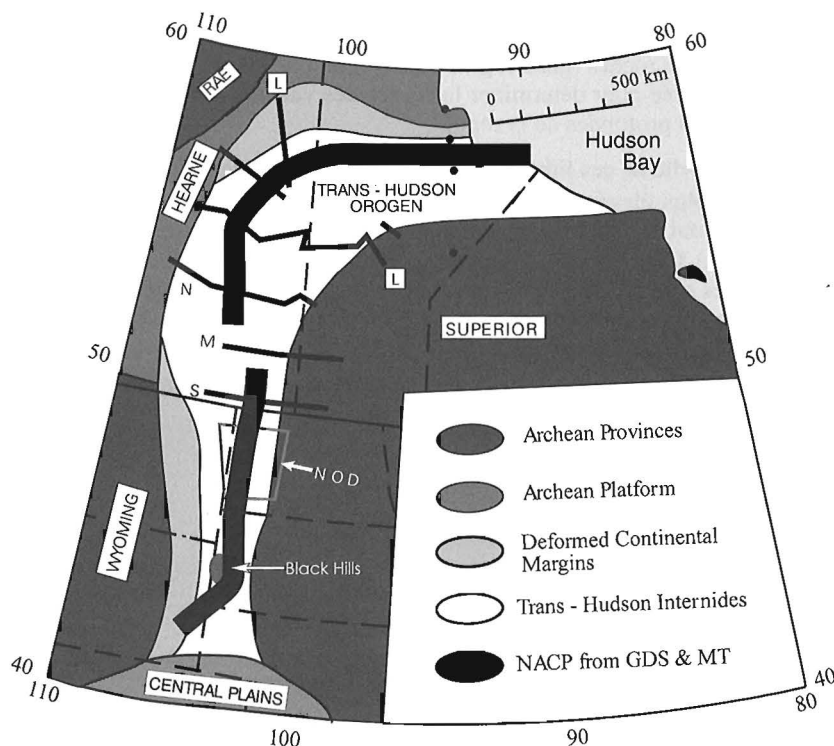 110
100
90
80
60
60
RAE
L
0
500 km
Hudson
Bay
HEARNE
TRANS - HUDSON
OROGEN
L
N
SUPERIOR
M
50
50
S
Archean Provinces
NOD
Archean Platform
WYOMING
Deformed Continental
Margins
Black Hills
Trans - Hudson Internides
NACP from GDS & MT
40
40
110
CENTRAL PLAINS
100
90
80